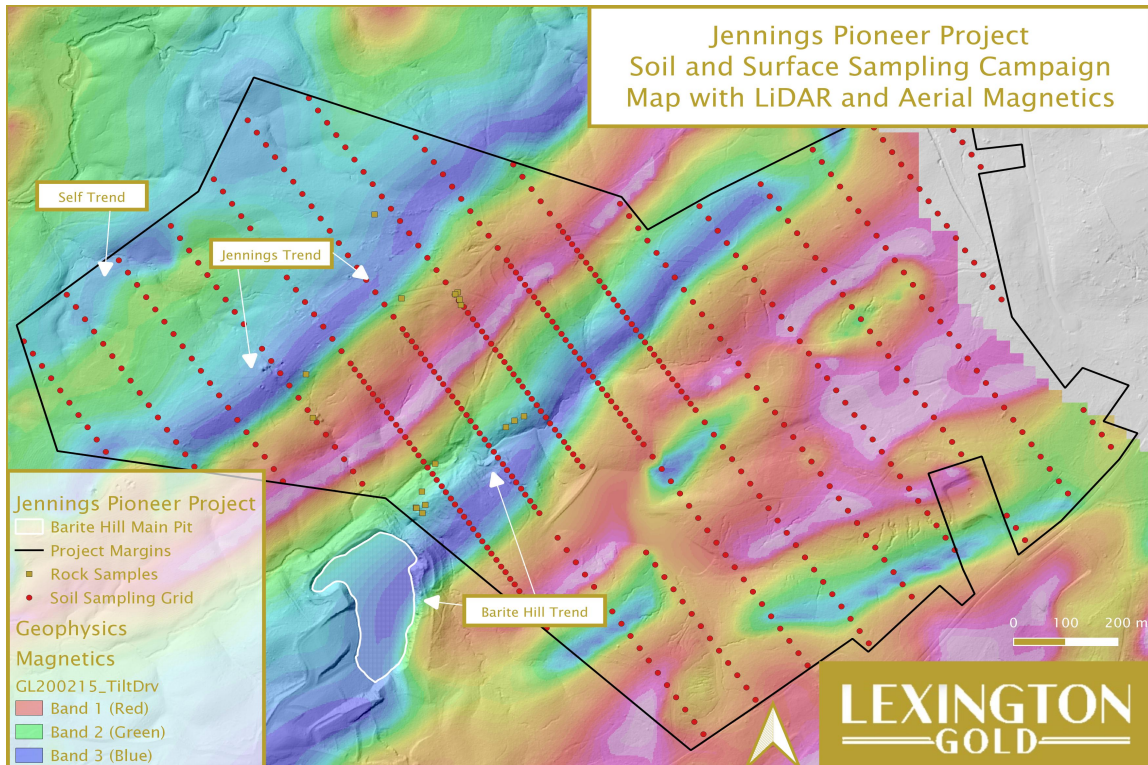 Jennings Pioneer Project
Soil and Surface Sampling Campaign
Map with LiDAR and Aerial Magnetics
Self Trend
Jennings Trend
Barite Hill Trend
Jennings Pioneer Project
Barite Hill Main Pit
Project Margins
Rock Samples
Soil Sampling Grid
Geophysics
Magnetics
GL200215_TiltDrv
Band 1 (Red)
Band 2 (Green)
Band 3 (Blue)
0 100 200 m
LEXINGTON
GOLD